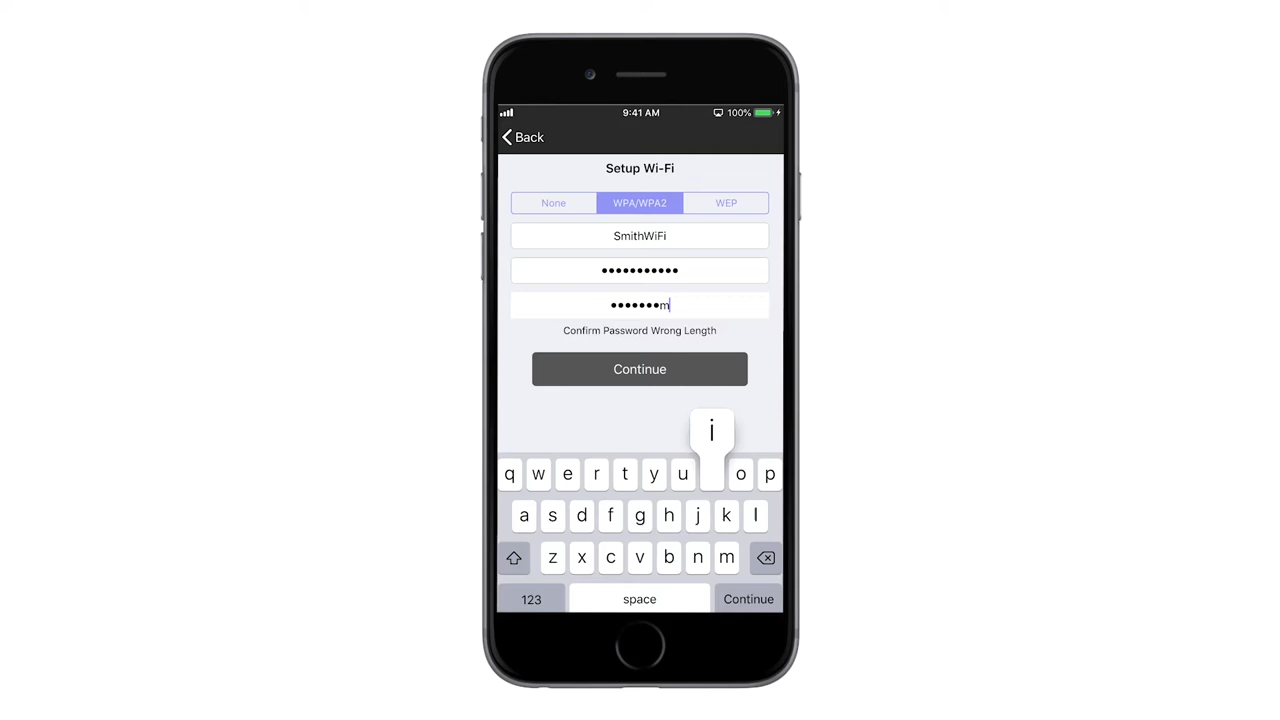 9:41 AM 100%
Back
Setup Wi-Fi
None WPA/WPA2 WEP
SmithWiFi
•••••••••••
•••••••m
Confirm Password Wrong Length
Continue
i
q w e r t y u o p
a s d f g h j k l
z x c v b n m
123 space Continue